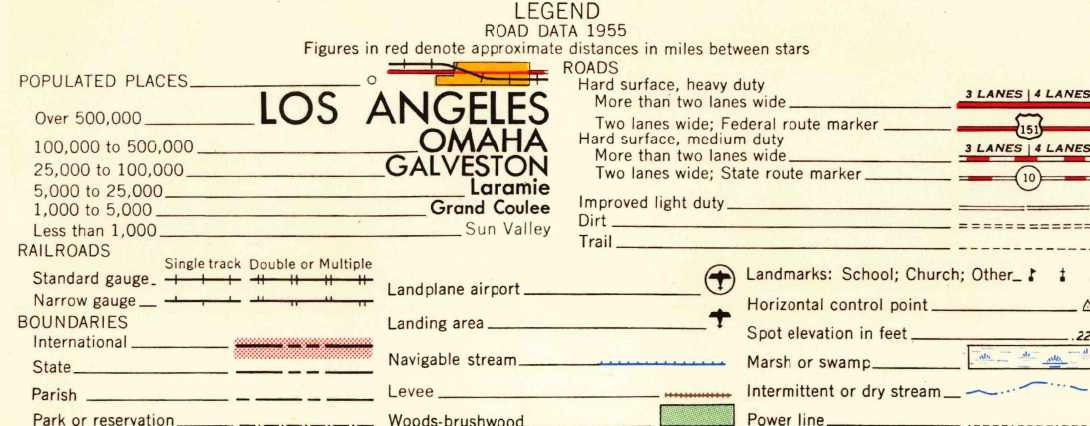 LEGEND
ROAD DATA 1955
Figures in red denote approximate distances in miles between stars
POPULATED PLACES
Over 500,000 LOS ANGELES
100,000 to 500,000 OMAHA
25,000 to 100,000 GALVESTON
5,000 to 25,000 Laramie
1,000 to 5,000 Grand Coulee
Less than 1,000 Sun Valley
ROADS
Hard surface, heavy duty
More than two lanes wide 3 LANES | 4 LANES
Two lanes wide; Federal route marker 151
Hard surface, medium duty
More than two lanes wide 3 LANES | 4 LANES
Two lanes wide; State route marker 10
Improved light duty
Dirt
Trail
RAILROADS
Single track Double or Multiple
Standard gauge
Narrow gauge
BOUNDARIES
International
State
Parish
Park or reservation
Landplane airport
Landing area
Navigable stream
Levee
Woods-brushwood
Landmarks: School; Church; Other
Horizontal control point
Spot elevation in feet .22
Marsh or swamp
Intermittent or dry stream
Power line